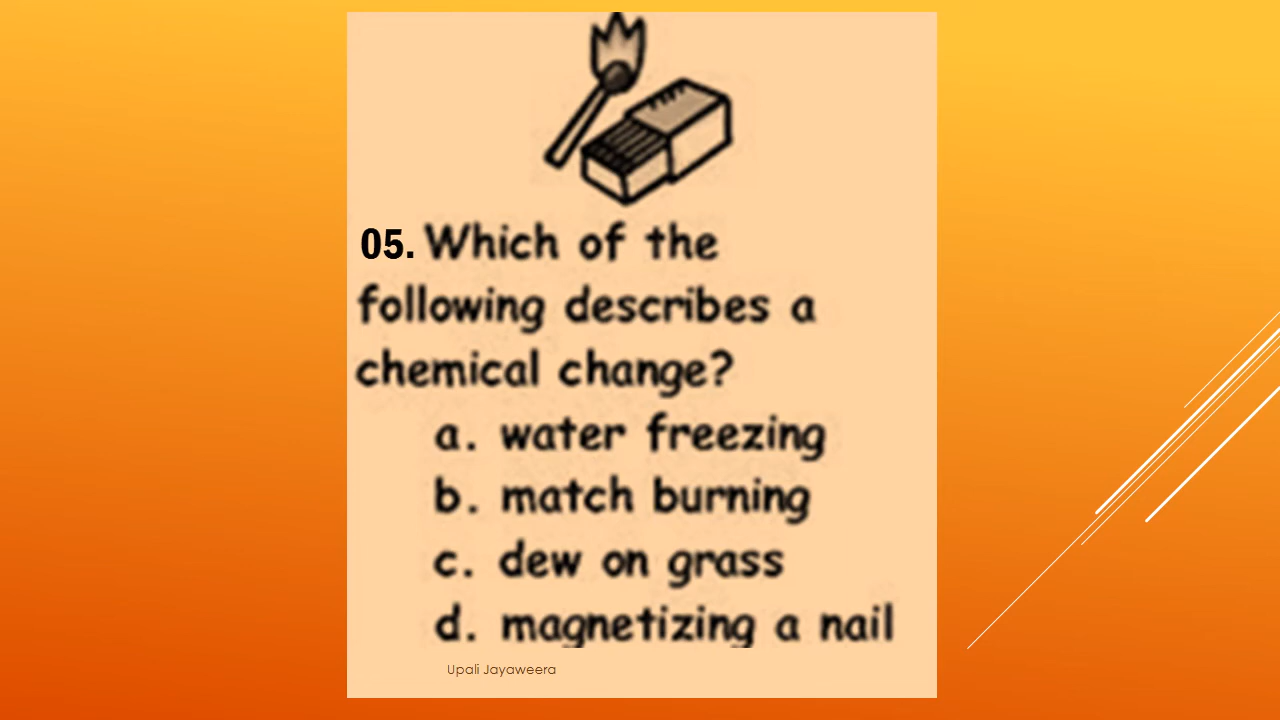 05. Which of the
following describes a
chemical change?
a. water freezing
b. match burning
c. dew on grass
d. magnetizing a nail
Upali Jayaweera